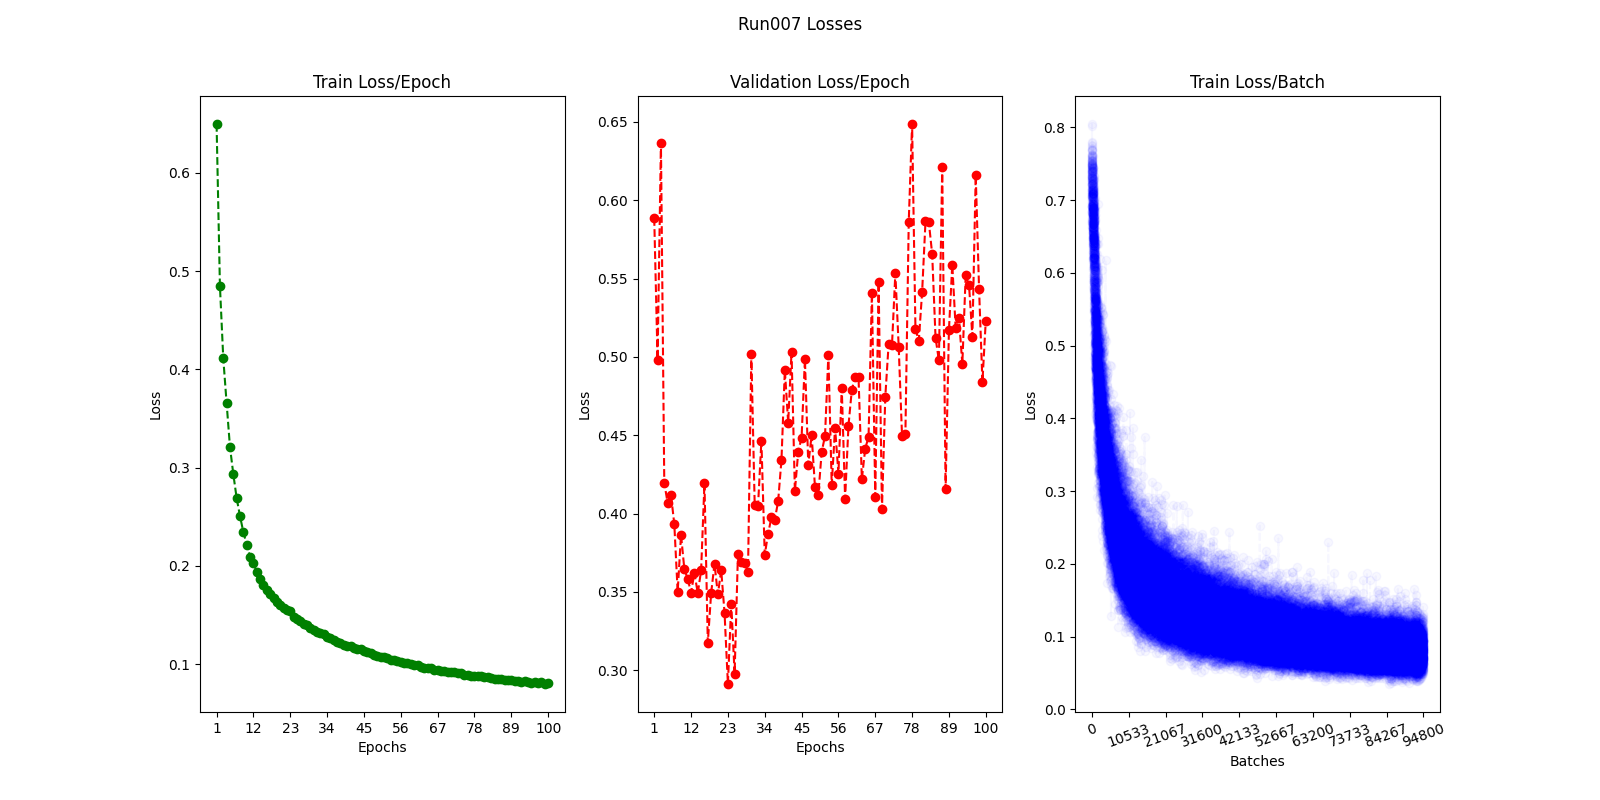 Run007 Losses
Train Loss/Epoch
Validation Loss/Epoch
Train Loss/Batch
Loss
0.6
0.5
0.4
0.3
0.2
0.1
1 12 23 34 45 56 67 78 89 100
Epochs
Loss
0.65
0.60
0.55
0.50
0.45
0.40
0.35
0.30
1 12 23 34 45 56 67 78 89 100
Epochs
Loss
0.8
0.7
0.6
0.5
0.4
0.3
0.2
0.1
0.0
0 10533 21067 31600 42133 52667 63200 73733 84267 94800
Batches